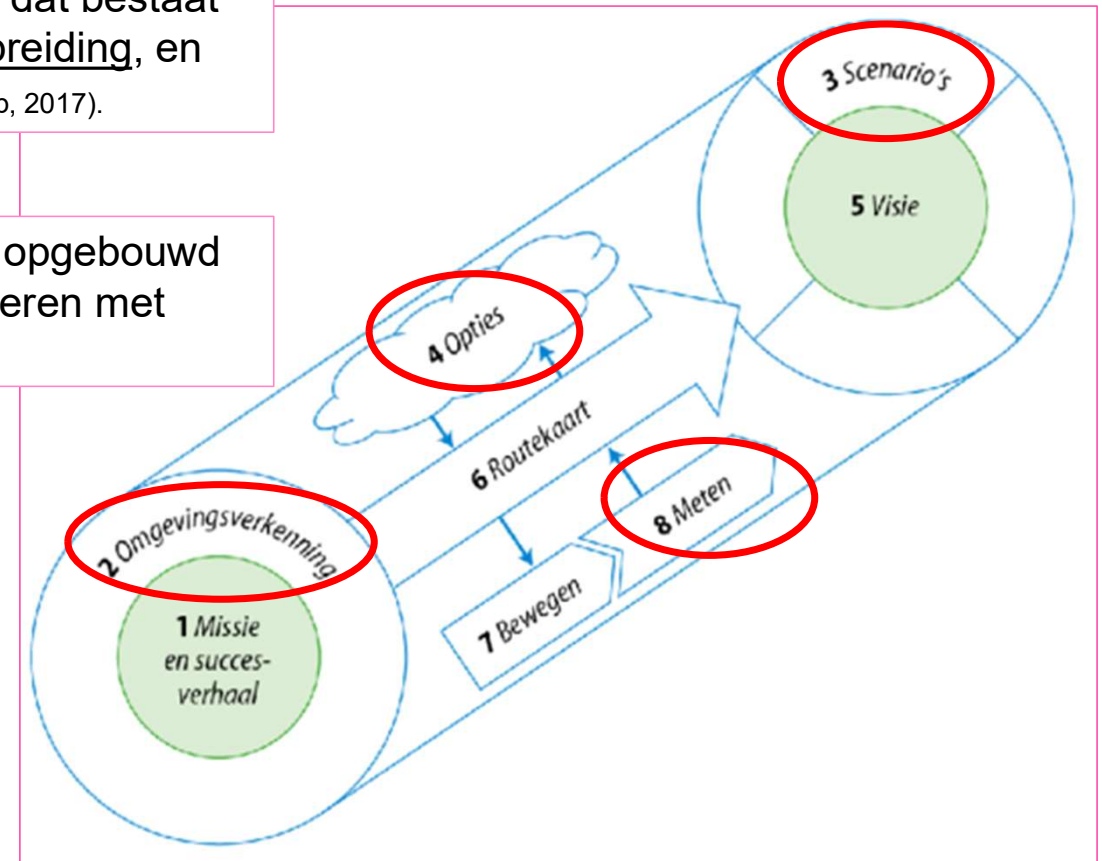 dat bestaat
breiding, en
, 2017).
opgebouwd
eren met
3 Scenario's
5 Visie
4 Opties
6 Routekaart
8 Meten
2 Omgevingsverkenning
7 Bewegen
1 Missie
en succes-
verhaal